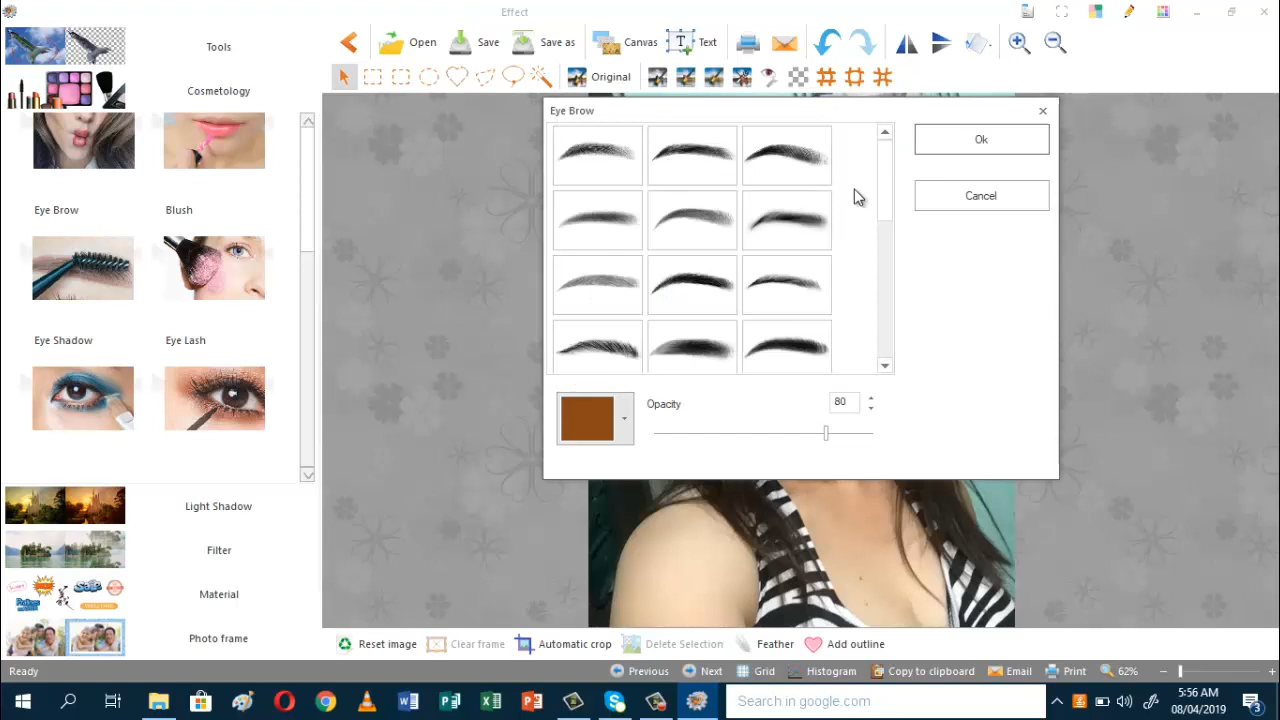 Effect
Tools
Open
Save
Save as
Canvas
Text
Cosmetology
Original
Eye Brow
Ok
Cancel
Eye Brow
Blush
Eye Shadow
Eye Lash
Opacity
80
Light Shadow
Filter
Material
Photo frame
Reset image
Clear frame
Automatic crop
Delete Selection
Feather
Add outline
Ready
Previous
Next
Grid
Histogram
Copy to clipboard
Email
Print
62%
Search in google.com
5:56 AM
08/04/2019
3